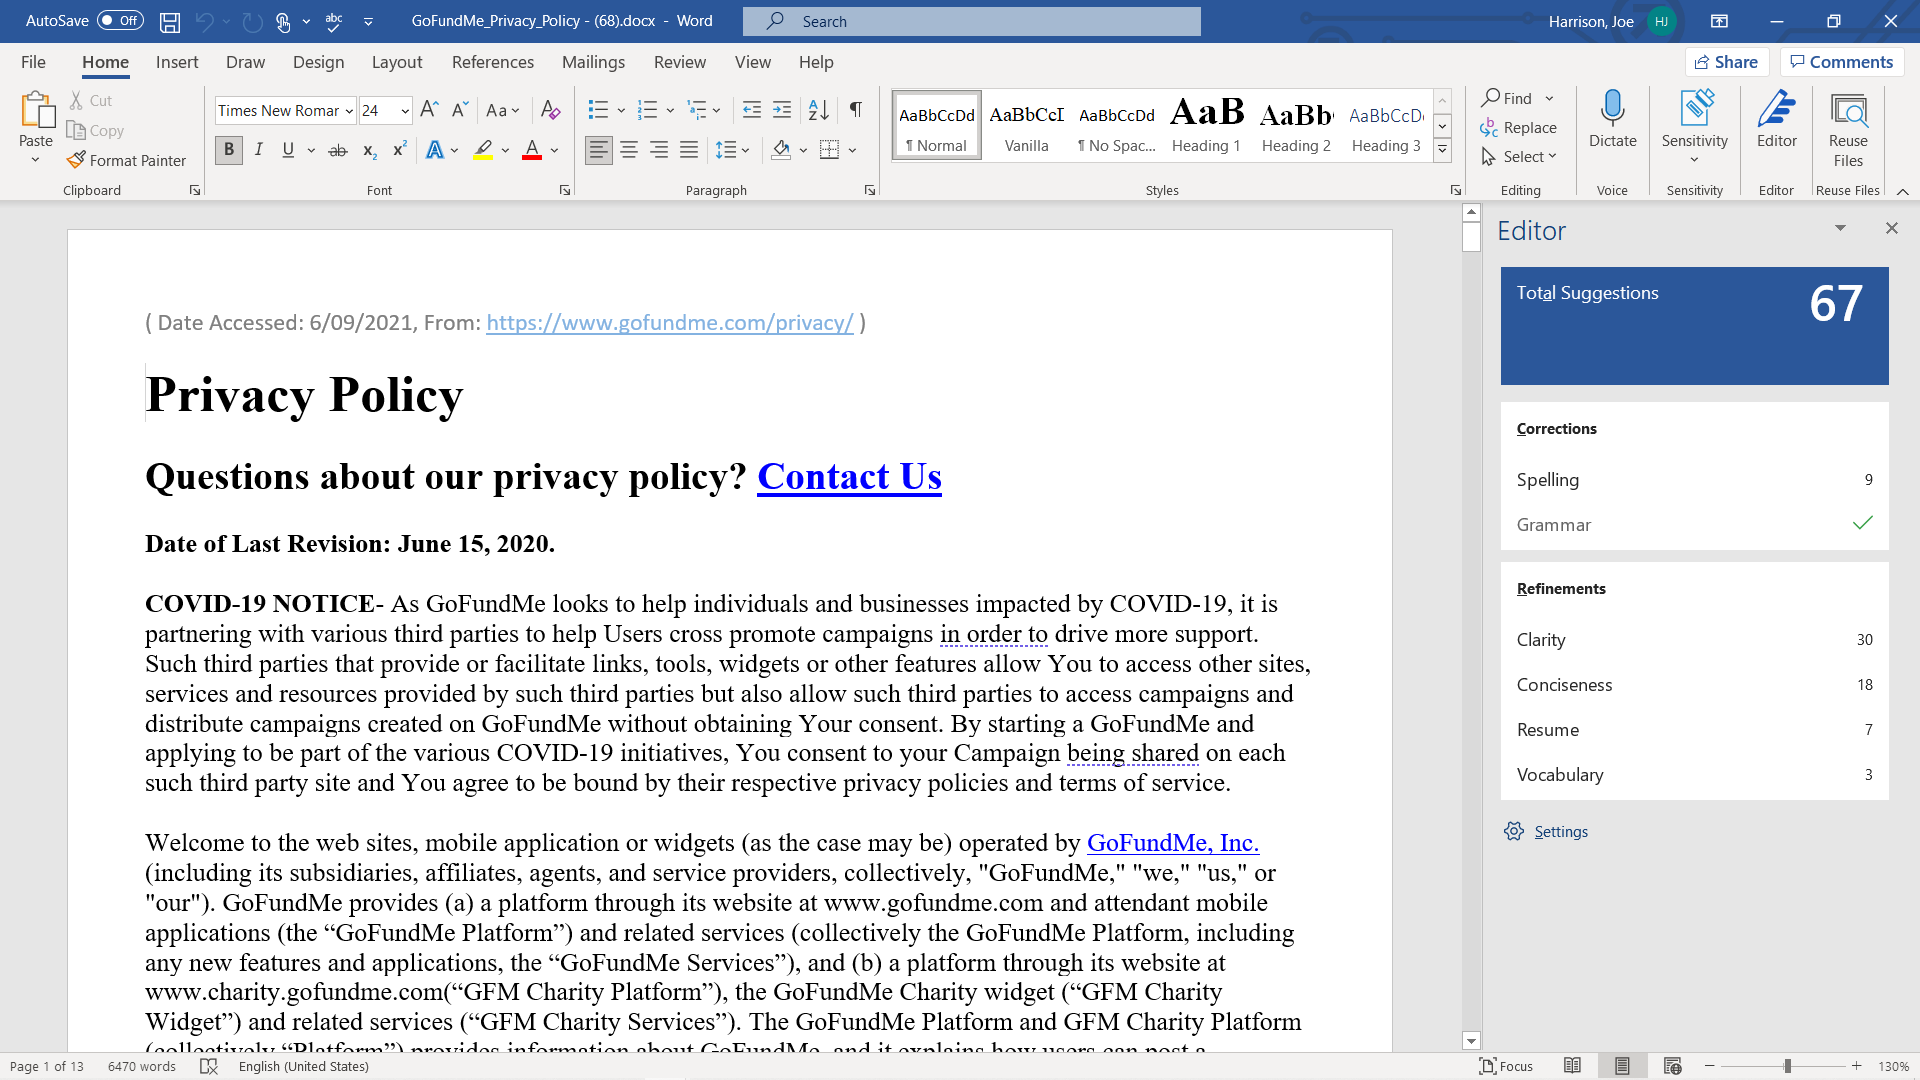 AutoSave Off abc GoFundMe_Privacy_Policy - (68).docx - Word Search Harrison, Joe HJ
File Home Insert Draw Design Layout References Mailings Review View Help Share Comments
Paste Cut Copy Format Painter Clipboard
Times New Roman 24 A A Aa A
B I U ab x2 x2 A A Font
Paragraph
AaBbCcDd AaBbCcI AaBbCcDd AaB AaBb AaBbCcD
¶ Normal Vanilla ¶ No Spac... Heading 1 Heading 2 Heading 3
Styles
Find Replace Select Editing
Dictate Voice
Sensitivity Sensitivity
Editor Editor
Reuse Files Reuse Files
( Date Accessed: 6/09/2021, From: https://www.gofundme.com/privacy/ )
Privacy Policy
Questions about our privacy policy? Contact Us
Date of Last Revision: June 15, 2020.
COVID-19 NOTICE- As GoFundMe looks to help individuals and businesses impacted by COVID-19, it is
partnering with various third parties to help Users cross promote campaigns in order to drive more support.
Such third parties that provide or facilitate links, tools, widgets or other features allow You to access other sites,
services and resources provided by such third parties but also allow such third parties to access campaigns and
distribute campaigns created on GoFundMe without obtaining Your consent. By starting a GoFundMe and
applying to be part of the various COVID-19 initiatives, You consent to your Campaign being shared on each
such third party site and You agree to be bound by their respective privacy policies and terms of service.
Welcome to the web sites, mobile application or widgets (as the case may be) operated by GoFundMe, Inc.
(including its subsidiaries, affiliates, agents, and service providers, collectively, "GoFundMe," "we," "us," or
"our"). GoFundMe provides (a) a platform through its website at www.gofundme.com and attendant mobile
applications (the “GoFundMe Platform”) and related services (collectively the GoFundMe Platform, including
any new features and applications, the “GoFundMe Services”), and (b) a platform through its website at
www.charity.gofundme.com(“GFM Charity Platform”), the GoFundMe Charity widget (“GFM Charity
Widget”) and related services (“GFM Charity Services”). The GoFundMe Platform and GFM Charity Platform
(collectively “Platform”) provides information about GoFundMe, and it explains how users can post a
Editor
Total Suggestions 67
Corrections
Spelling 9
Grammar
Refinements
Clarity 30
Conciseness 18
Resume 7
Vocabulary 3
Settings
Page 1 of 13 6470 words English (United States) Focus 130%